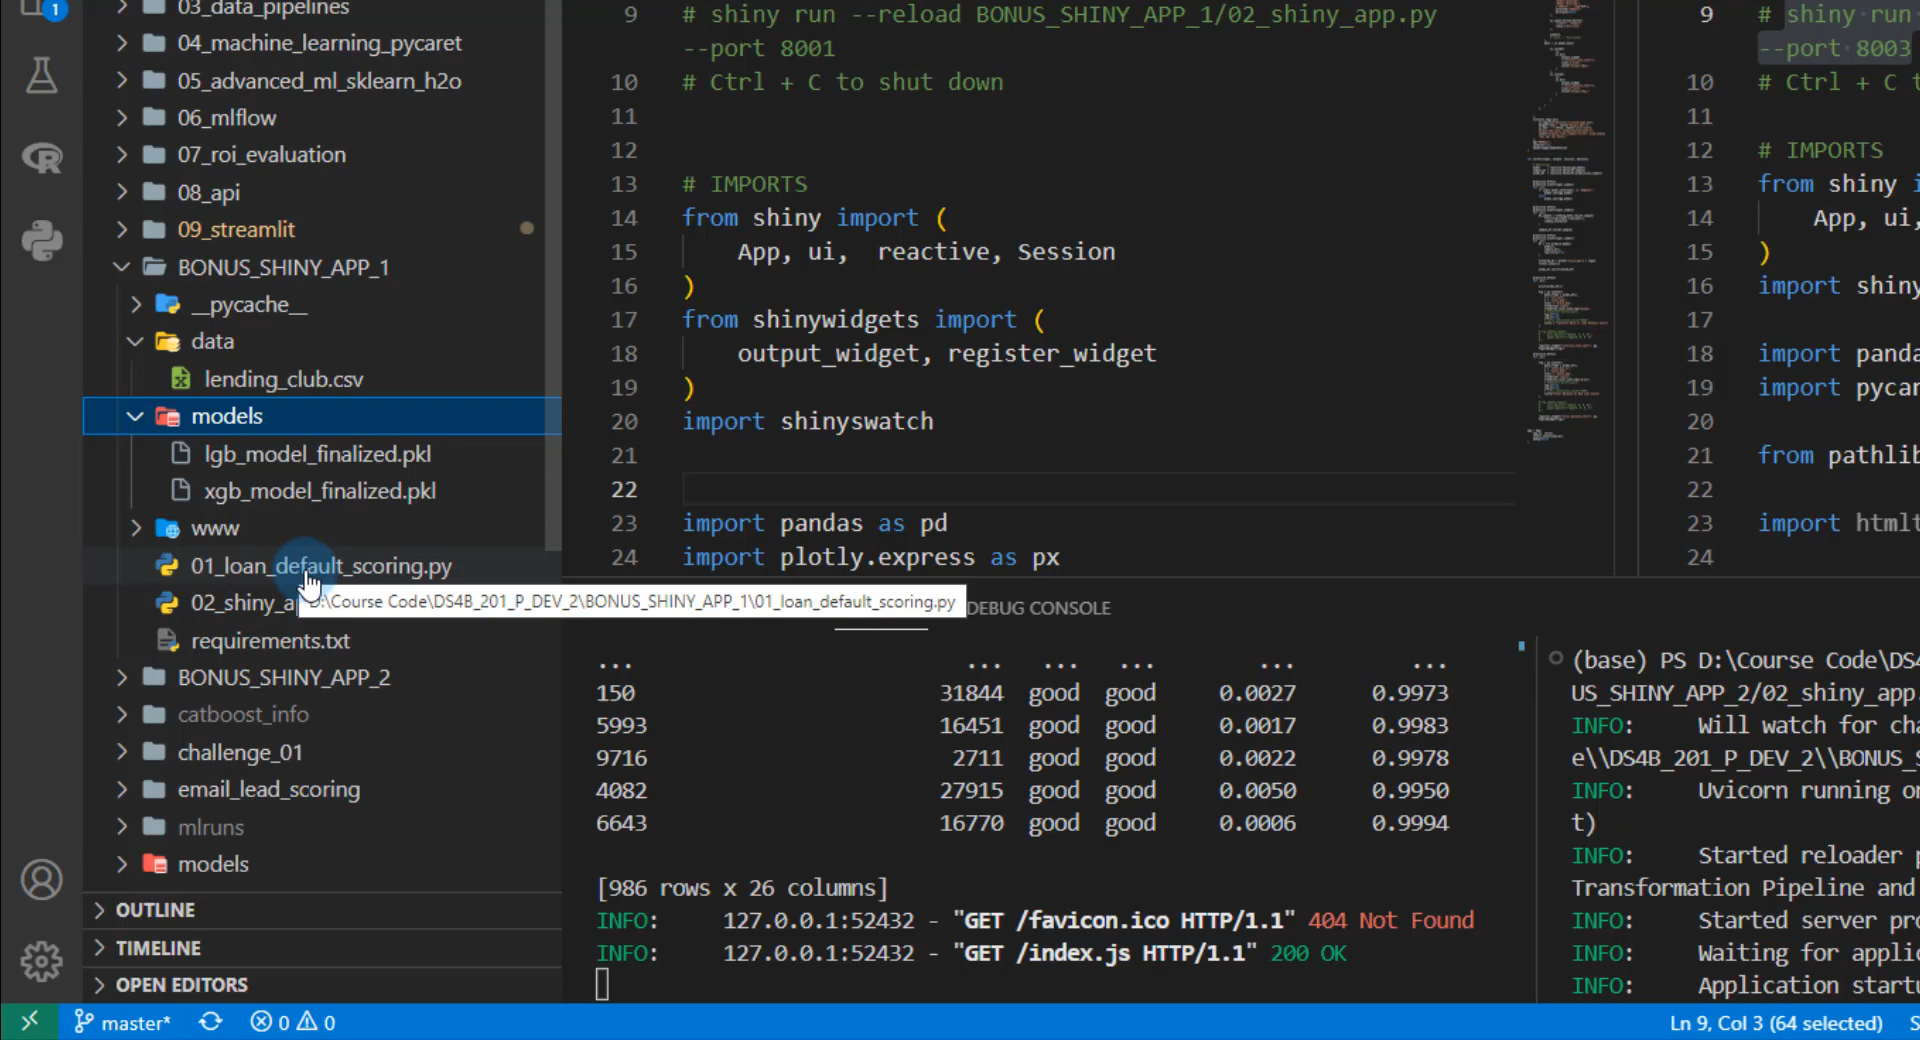 1
03_data_pipelines
04_machine_learning_pycaret
05_advanced_ml_sklearn_h2o
06_mlflow
07_roi_evaluation
08_api
09_streamlit
BONUS_SHINY_APP_1
__pycache__
data
lending_club.csv
models
lgb_model_finalized.pkl
xgb_model_finalized.pkl
www
01_loan_default_scoring.py
02_shiny_a
D:\Course Code\DS4B_201_P_DEV_2\BONUS_SHINY_APP_1\01_loan_default_scoring.py
requirements.txt
BONUS_SHINY_APP_2
catboost_info
challenge_01
email_lead_scoring
mlruns
models
OUTLINE
TIMELINE
OPEN EDITORS
9 # shiny run --reload BONUS_SHINY_APP_1/02_shiny_app.py
--port 8001
10 # Ctrl + C to shut down
11
12
13 # IMPORTS
14 from shiny import (
15 App, ui, reactive, Session
16 )
17 from shinywidgets import (
18 output_widget, register_widget
19 )
20 import shinyswatch
21
22
23 import pandas as pd
24 import plotly.express as px
9 # shiny run
--port 8003
10 # Ctrl + C t
11
12 # IMPORTS
13 from shiny i
14 App, ui,
15 )
16 import shiny
17
18 import panda
19 import pycar
20
21 from pathlib
22
23 import htmlt
24
DEBUG CONSOLE
... ... ... ... ... ...
150 31844 good good 0.0027 0.9973
5993 16451 good good 0.0017 0.9983
9716 2711 good good 0.0022 0.9978
4082 27915 good good 0.0050 0.9950
6643 16770 good good 0.0006 0.9994
[986 rows x 26 columns]
INFO: 127.0.0.1:52432 - "GET /favicon.ico HTTP/1.1" 404 Not Found
INFO: 127.0.0.1:52432 - "GET /index.js HTTP/1.1" 200 OK
(base) PS D:\Course Code\DS4
US_SHINY_APP_2/02_shiny_app.
INFO: Will watch for cha
e\\DS4B_201_P_DEV_2\\BONUS_S
INFO: Uvicorn running on
t)
INFO: Started reloader p
Transformation Pipeline and
INFO: Started server pro
INFO: Waiting for applic
INFO: Application startu
master* 0 0
Ln 9, Col 3 (64 selected) S